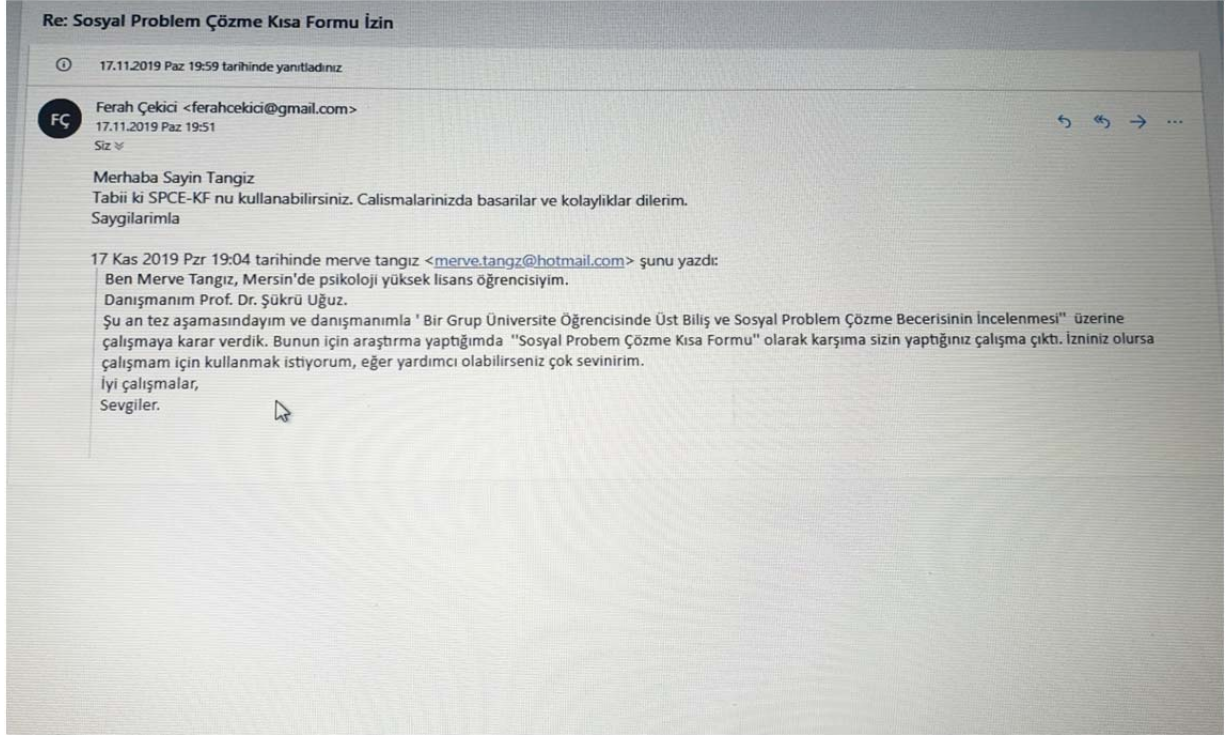 Re: Sosyal Problem Çözme Kısa Formu İzin
17.11.2019 Paz 19:59 tarihinde yanıtladınız
FÇ
Ferah Çekici <ferahcekici@gmail.com>
17.11.2019 Paz 19:51
Siz
Merhaba Sayin Tangiz
Tabii ki SPCE-KF nu kullanabilirsiniz. Calismalarinizda basarilar ve kolayliklar dilerim.
Saygilarimla
17 Kas 2019 Pzr 19:04 tarihinde merve tangız <merve.tangz@hotmail.com> şunu yazdı:
Ben Merve Tangız, Mersin'de psikoloji yüksek lisans öğrencisiyim.
Danışmanım Prof. Dr. Şükrü Uğuz.
Şu an tez aşamasındayım ve danışmanımla ' Bir Grup Üniversite Öğrencisinde Üst Biliş ve Sosyal Problem Çözme Becerisinin İncelenmesi" üzerine
çalışmaya karar verdik. Bunun için araştırma yaptığımda "Sosyal Probem Çözme Kısa Formu" olarak karşıma sizin yaptığınız çalışma çıktı. İzniniz olursa
çalışmam için kullanmak istiyorum, eğer yardımcı olabilirseniz çok sevinirim.
İyi çalışmalar,
Sevgiler.